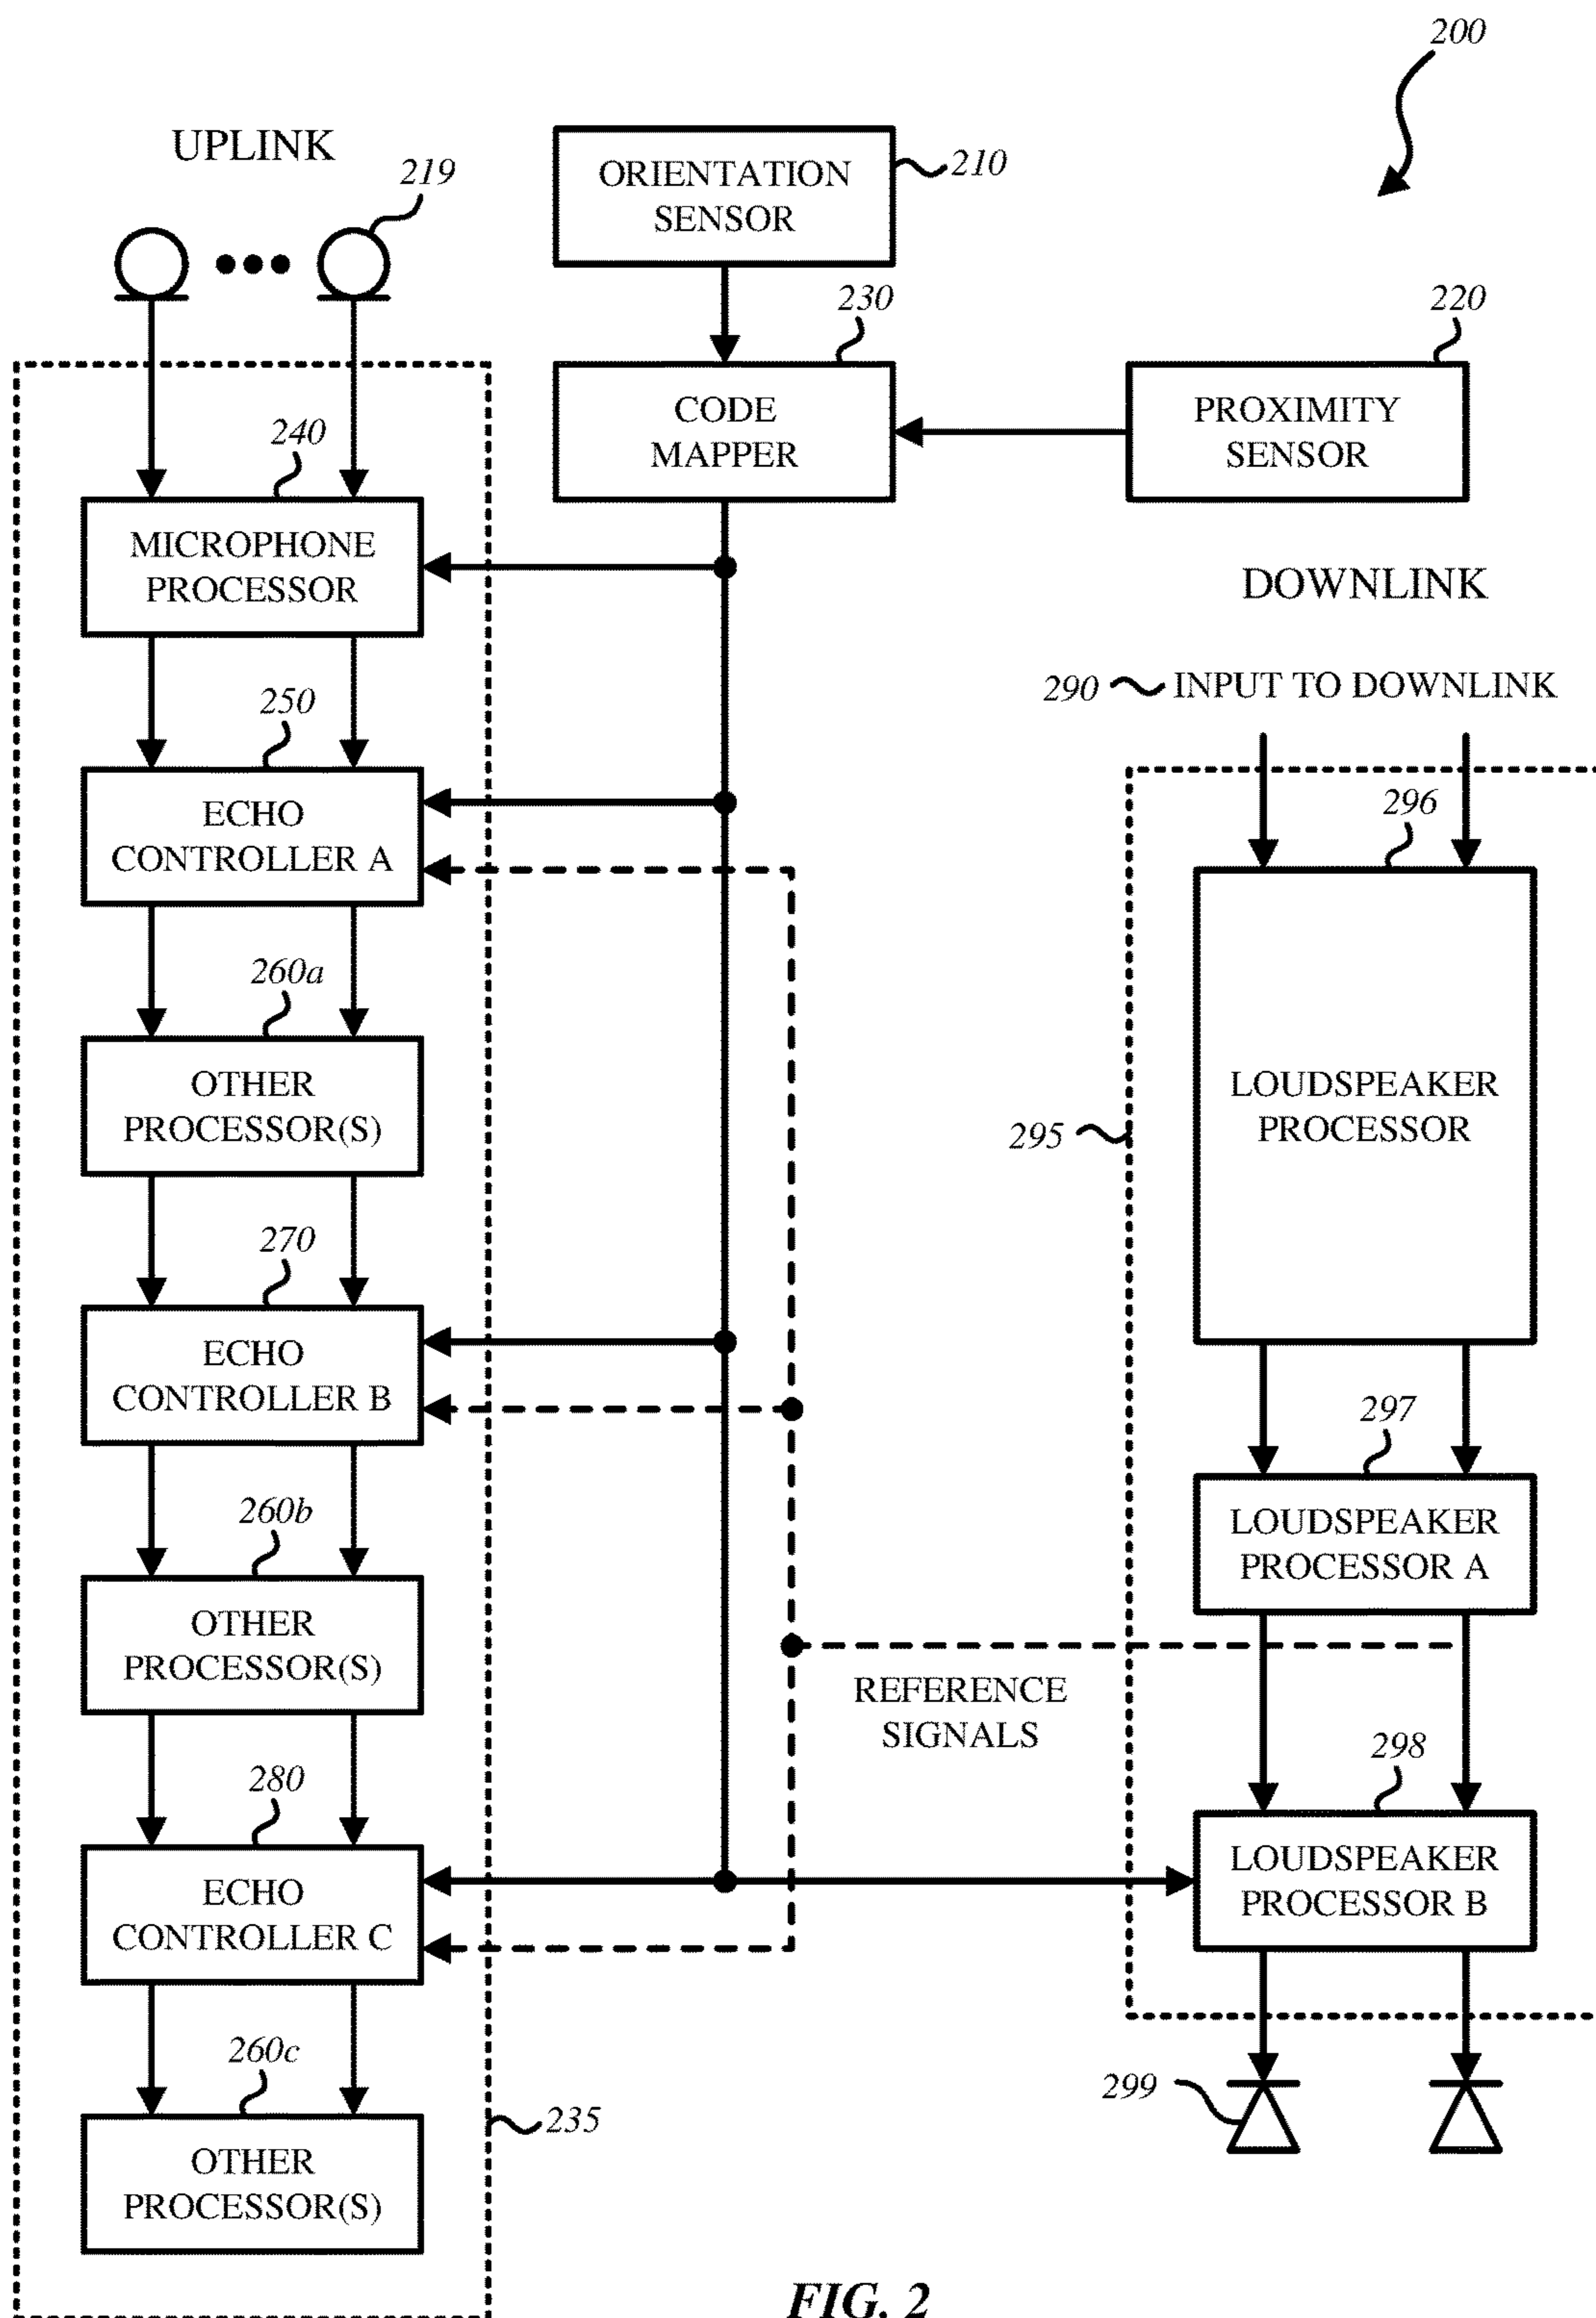 200
UPLINK
219
ORIENTATION
SENSOR
210
230
220
CODE
MAPPER
PROXIMITY
SENSOR
240
MICROPHONE
PROCESSOR
DOWNLINK
290
INPUT TO DOWNLINK
250
ECHO
CONTROLLER A
296
260a
OTHER
PROCESSOR(S)
LOUDSPEAKER
PROCESSOR
295
270
ECHO
CONTROLLER B
297
260b
LOUDSPEAKER
PROCESSOR A
OTHER
PROCESSOR(S)
REFERENCE
SIGNALS
298
280
ECHO
CONTROLLER C
LOUDSPEAKER
PROCESSOR B
260c
299
235
OTHER
PROCESSOR(S)
FIG. 2